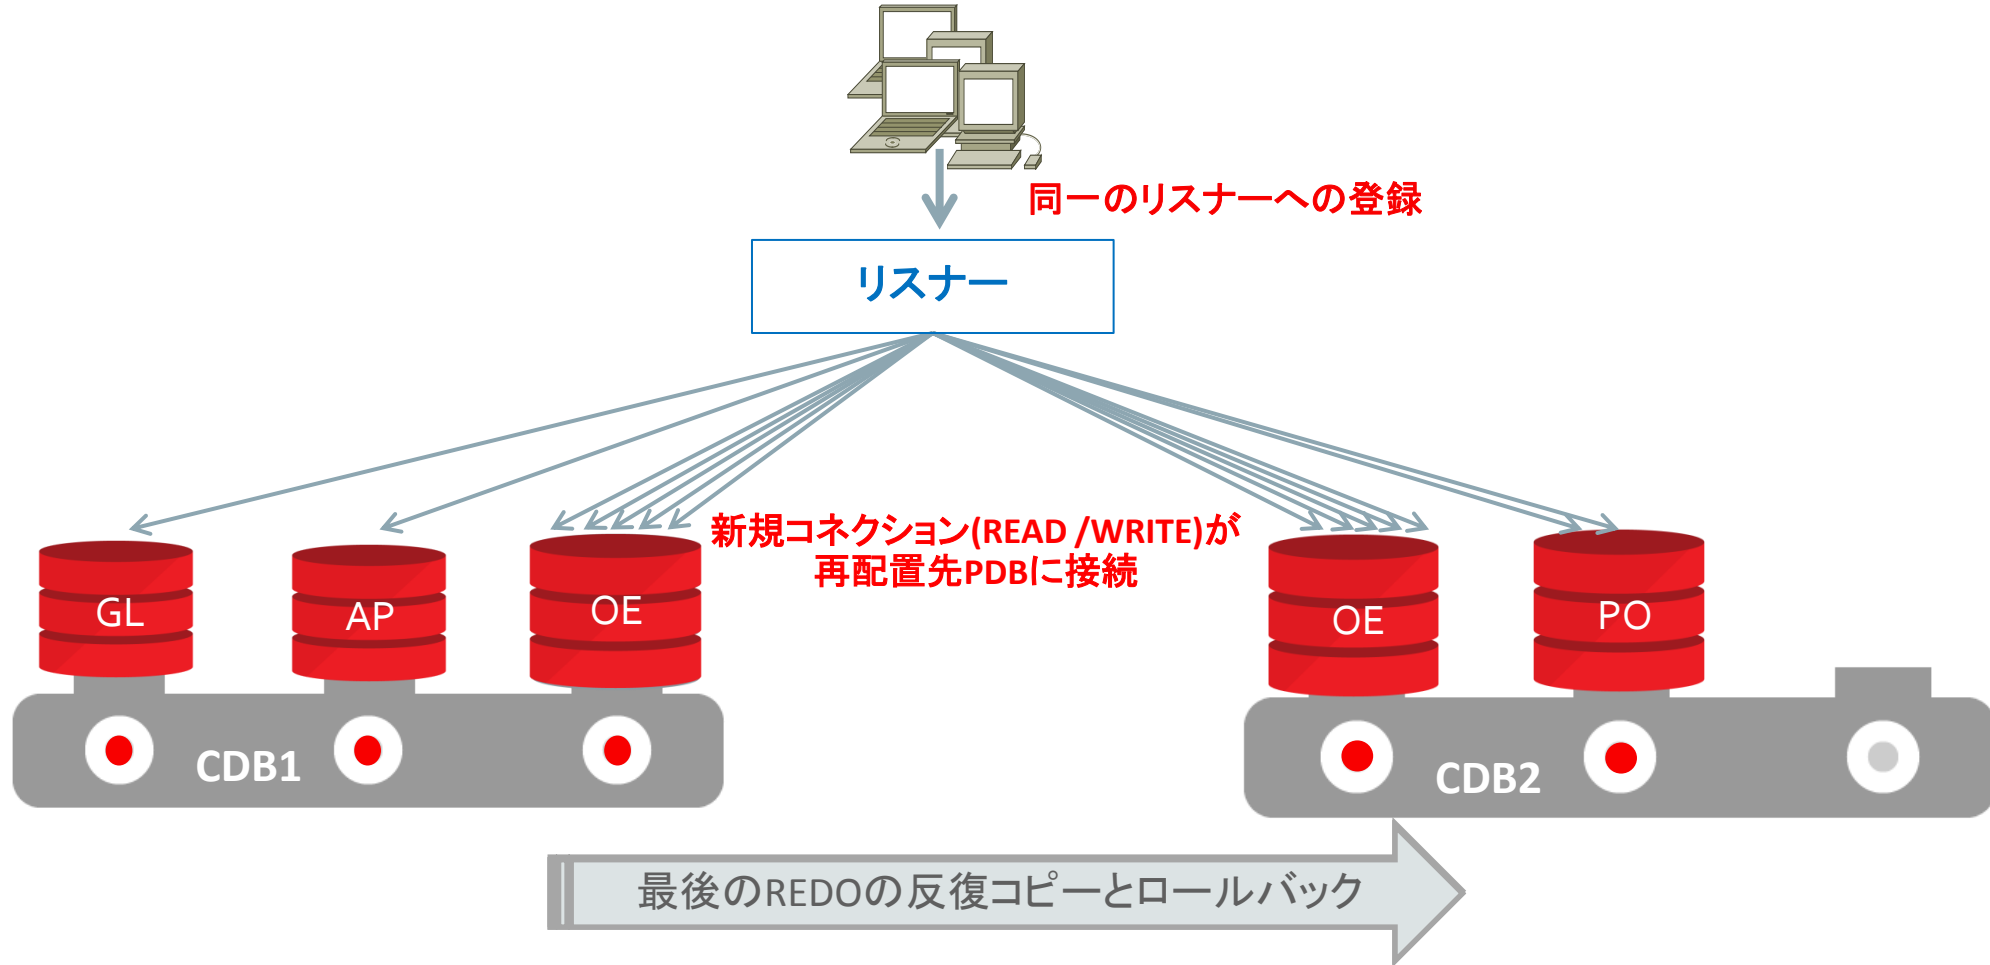 同一のリスナーへの登録
リスナー
新規コネクション(READ /WRITE)が
再配置先PDBに接続
GL
AP
OE
OE
PO
CDB1
CDB2
最後のREDOの反復コピーとロールバック